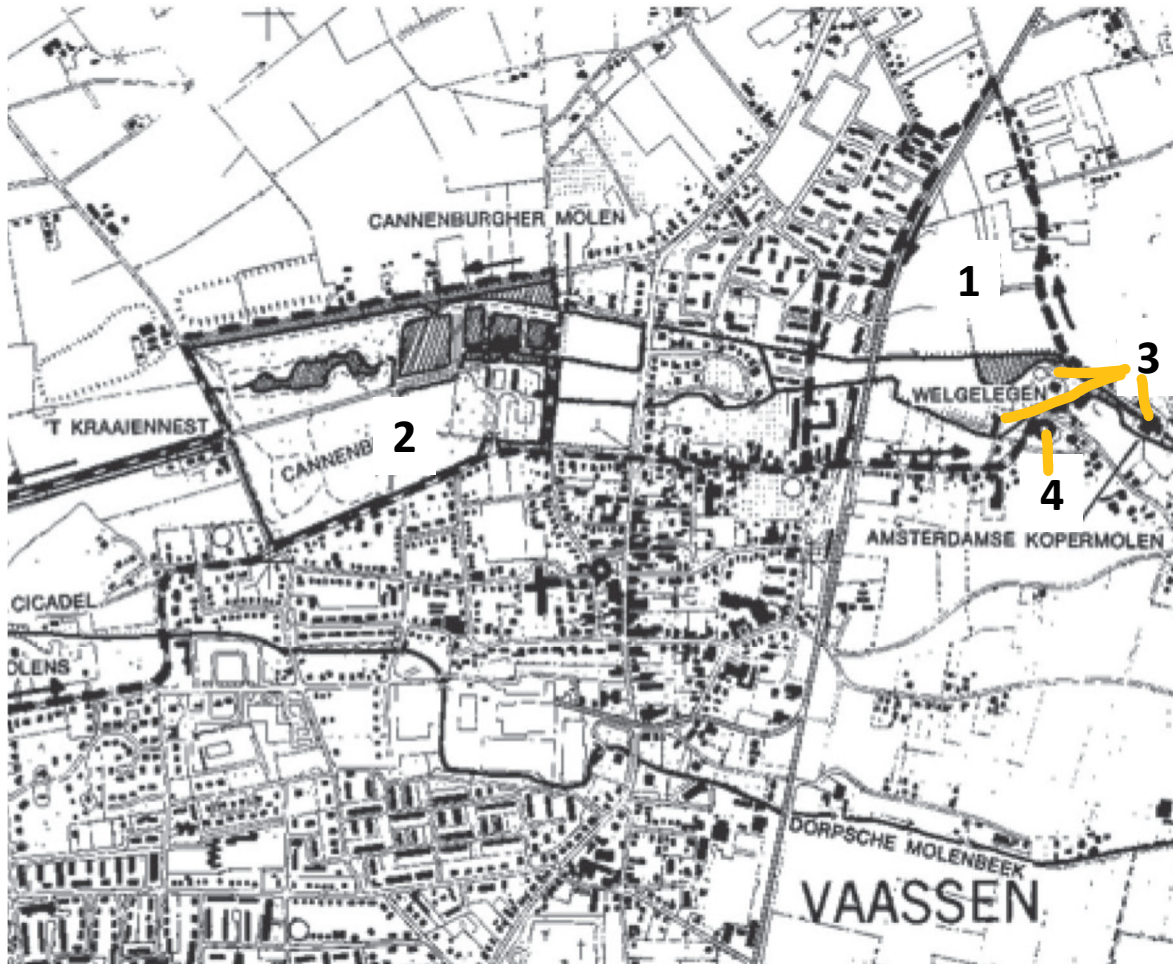 CANNENBURGHER MOLEN
1
3
WELGELEGEN
'T KRAAIENNEST
CANNENB
2
4
AMSTERDAMSE KOPERMOLEN
CICADEL
OLENS
DORPSCHE MOLENBEEK
VAASSEN